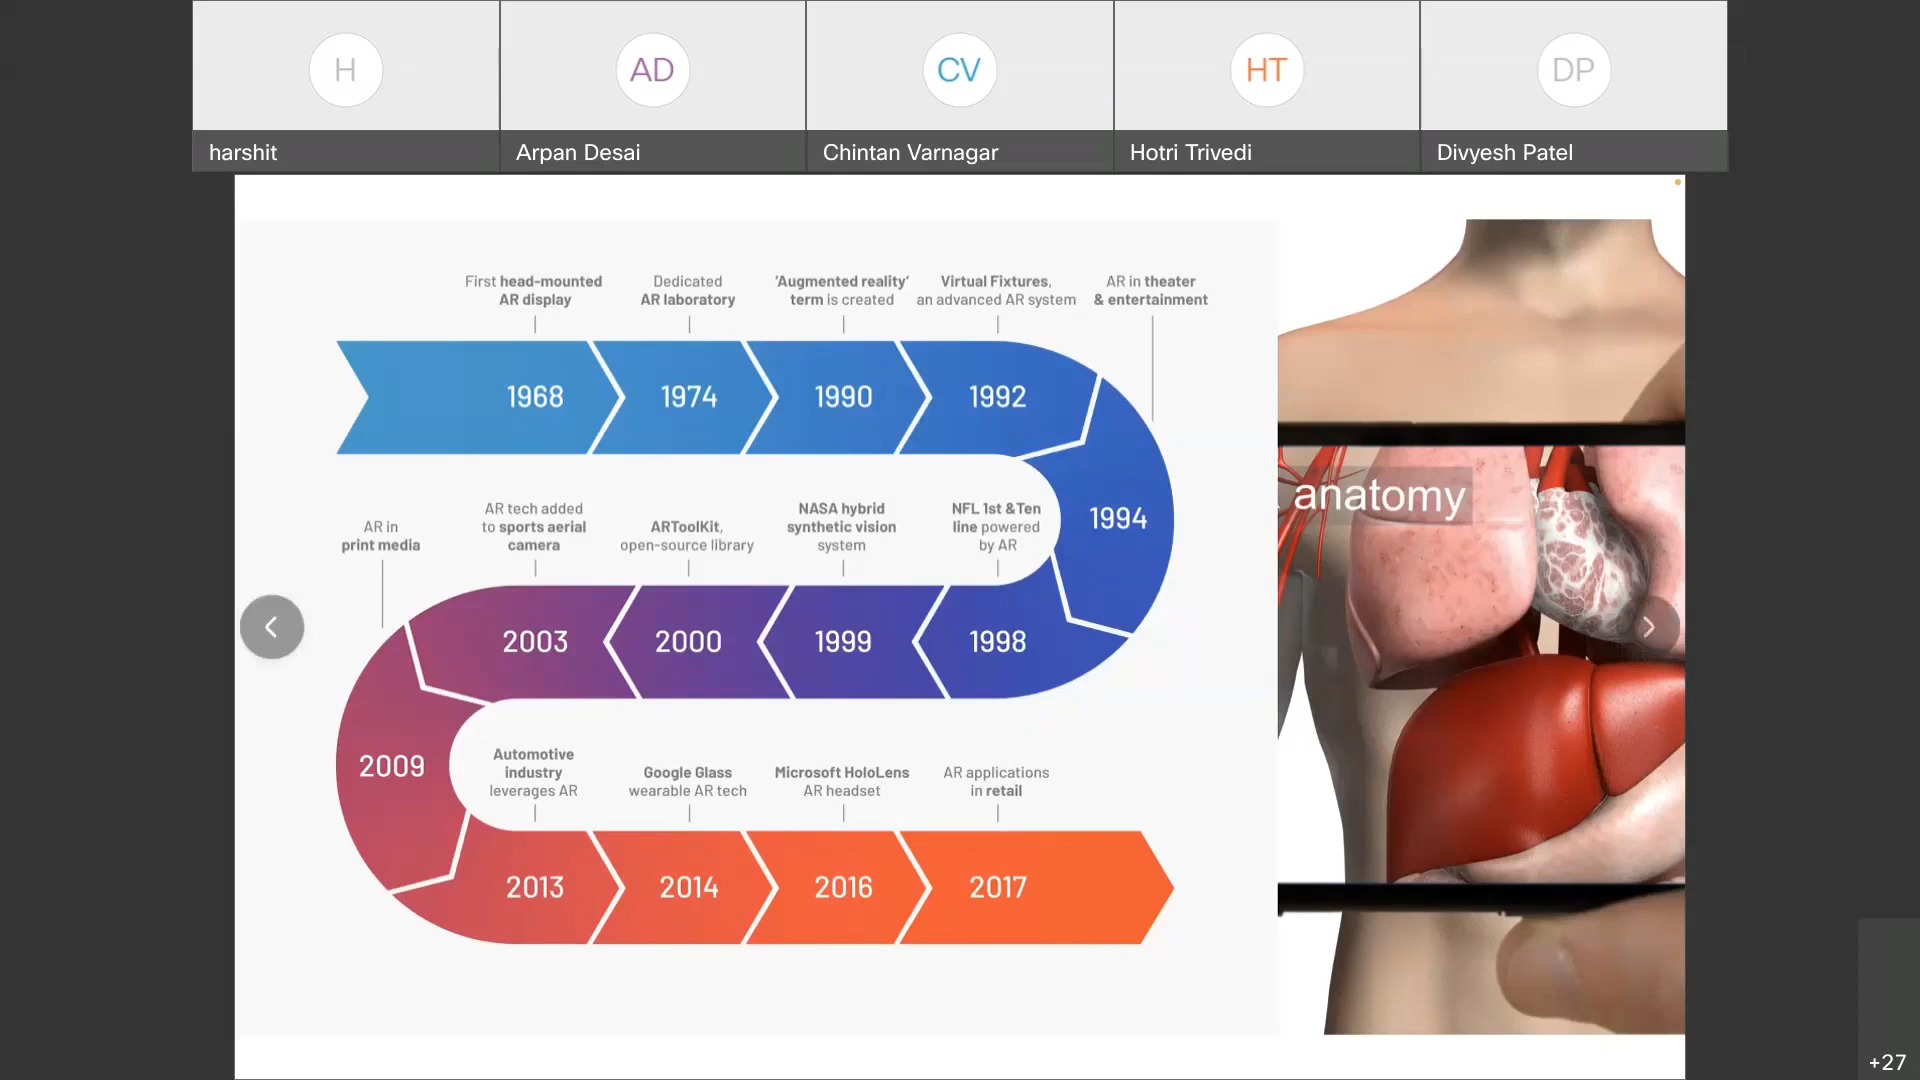 H
AD
CV
HT
DP
harshit
Arpan Desai
Chintan Varnagar
Hotri Trivedi
Divyesh Patel
First head-mounted
AR display
Dedicated
AR laboratory
‘Augmented reality’
term is created
Virtual Fixtures,
an advanced AR system
AR in theater
& entertainment
1968
1974
1990
1992
1994
AR in
print media
AR tech added
to sports aerial
camera
ARToolKit,
open-source library
NASA hybrid
synthetic vision
system
NFL 1st &Ten
line powered
by AR
2003
2000
1999
1998
2009
Automotive
industry
leverages AR
Google Glass
wearable AR tech
Microsoft HoloLens
AR headset
AR applications
in retail
2013
2014
2016
2017
anatomy
+27